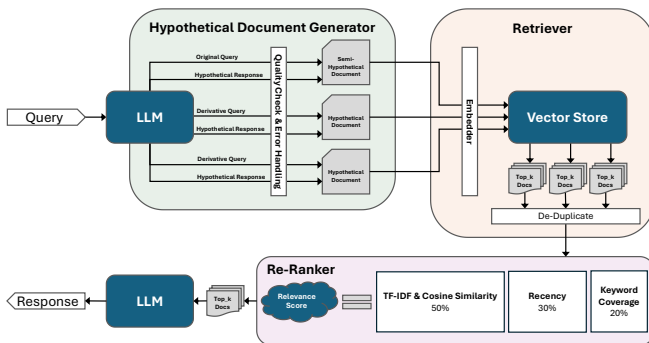 Hypothetical Document Generator
Retriever
Query
LLM
Original Query
Hypothetical Response
Derivative Query
Hypothetical Response
Derivative Query
Hypothetical Response
Quality Check & Error Handling
Semi-
Hypothetical
Document
Hypothetical
Document
Hypothetical
Document
Embedder
Vector Store
Top_k
Docs
Top_k
Docs
Top_k
Docs
De-Duplicate
Re-Ranker
Response
LLM
Top_k
Docs
Relevance
Score
TF-IDF & Cosine Similarity
50%
Recency
30%
Keyword
Coverage
20%